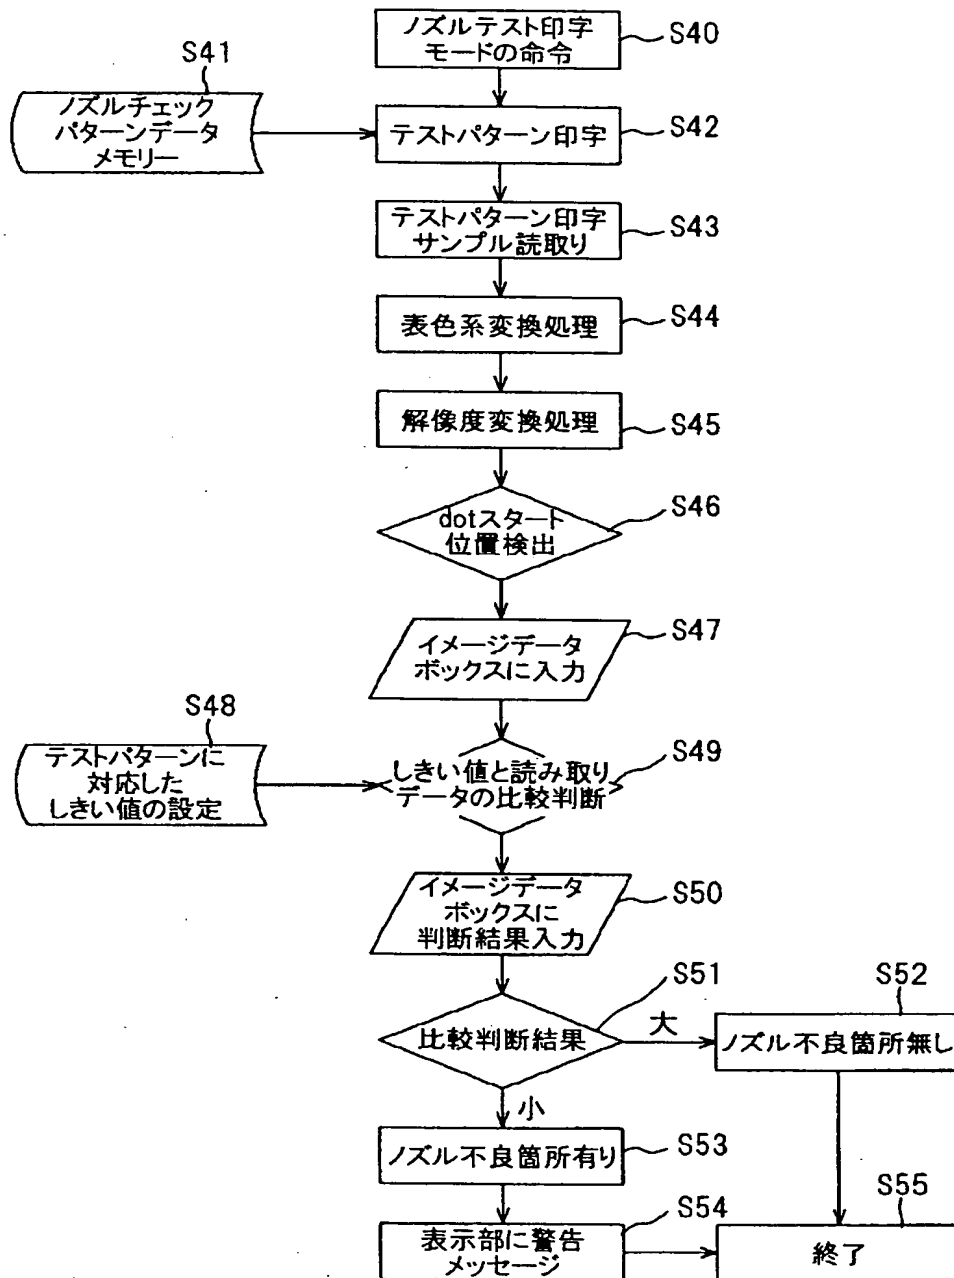 ノズルテスト印字
モードの命令
S40
S41
ノズルチェック
パターンデータ
メモリー
テストパターン印字
S42
テストパターン印字
サンプル読取り
S43
表色系変換処理
S44
解像度変換処理
S45
dotスタート
位置検出
S46
イメージデータ
ボックスに入力
S47
S48
テストパターンに
対応した
しきい値の設定
しきい値と読み取り
データの比較判断
S49
イメージデータ
ボックスに
判断結果入力
S50
比較判断結果
S51
大
S52
ノズル不良箇所無し
小
ノズル不良箇所有り
S53
表示部に警告
メッセージ
S54
S55
終了